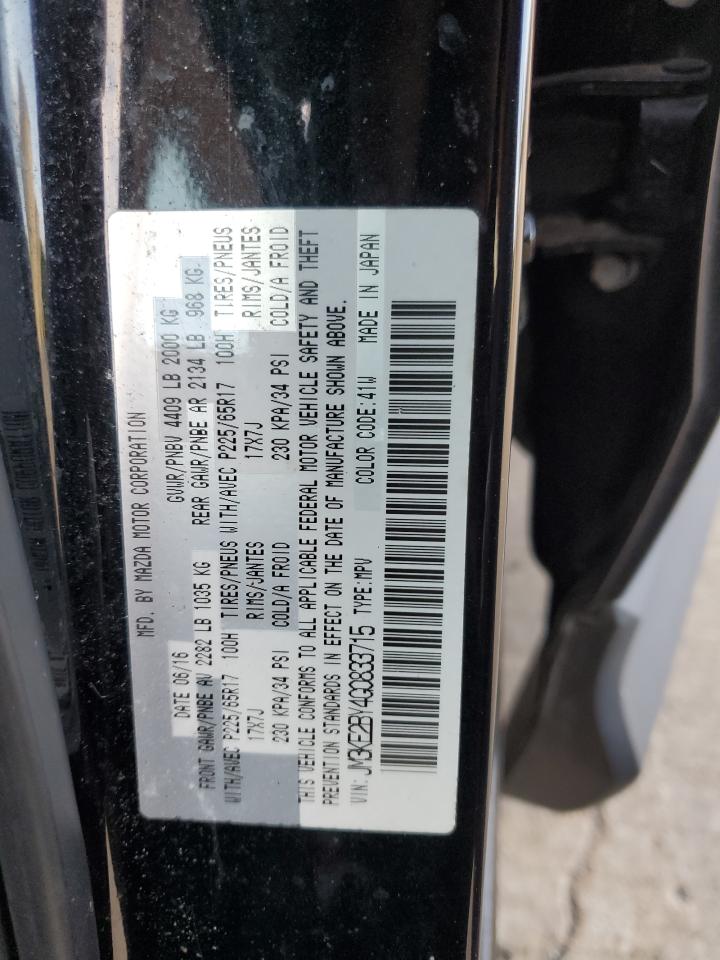 MFD. BY MAZDA MOTOR CORPORATION
DATE 06/16 GVWR/PNBV 4409 LB 2000 KG
FRONT GAWR/PNBE AV 2282 LB 1035 KG REAR GAWR/PNBE AR 2134 LB 968 KG
WITH/AVEC P225/65R17 100H TIRES/PNEUS WITH/AVEC P225/65R17 100H TIRES/PNEUS
17X7J RIMS/JANTES 17X7J RIMS/JANTES
230 KPA/34 PSI COLD/A FROID 230 KPA/34 PSI COLD/A FROID
THIS VEHICLE CONFORMS TO ALL APPLICABLE FEDERAL MOTOR VEHICLE SAFETY AND THEFT
PREVENTION STANDARDS IN EFFECT ON THE DATE OF MANUFACTURE SHOWN ABOVE.
VIN: JM3KE2BY4G0833715 TYPE:MPV COLOR CODE:41W MADE IN JAPAN